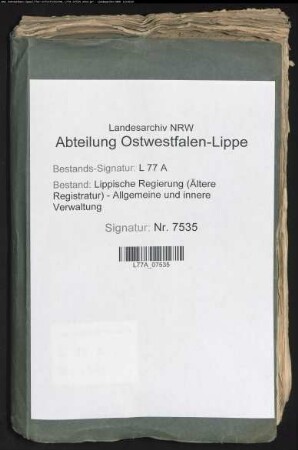 Landesarchiv NRW
Abteilung Ostwestfalen-Lippe
Bestands-Signatur: L 77 A
Bestand: Lippische Regierung (Ältere
Registratur) - Allgemeine und innere
Verwaltung
Signatur: Nr. 7535
L77A_07535